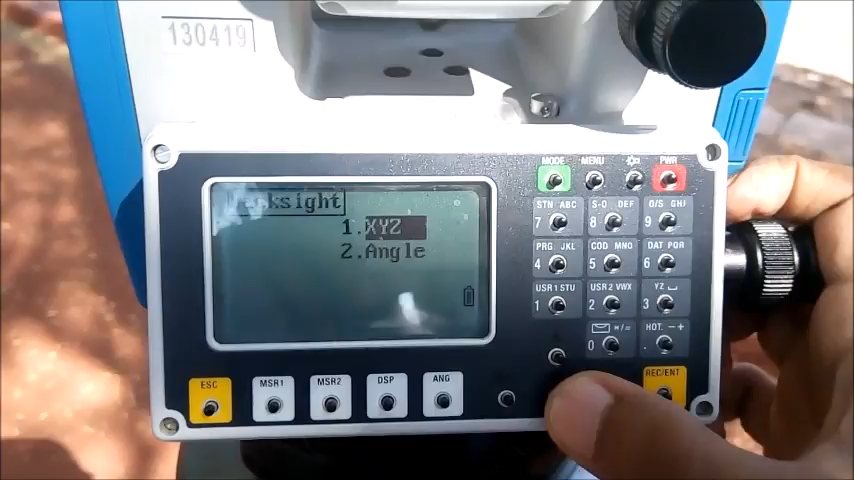 130419
Backsight
1.XYZ
2.Angle
MODE MENU PWR
STN ABC S-O DEF O/S GHI
7 8 9
PRG JKL COD MNO DAT PQR
4 5 6
USR1 STU USR2 VWX YZ
1 2 3
HOT. −+
0 .
ESC MSR1 MSR2 DSP ANG REC/ENT